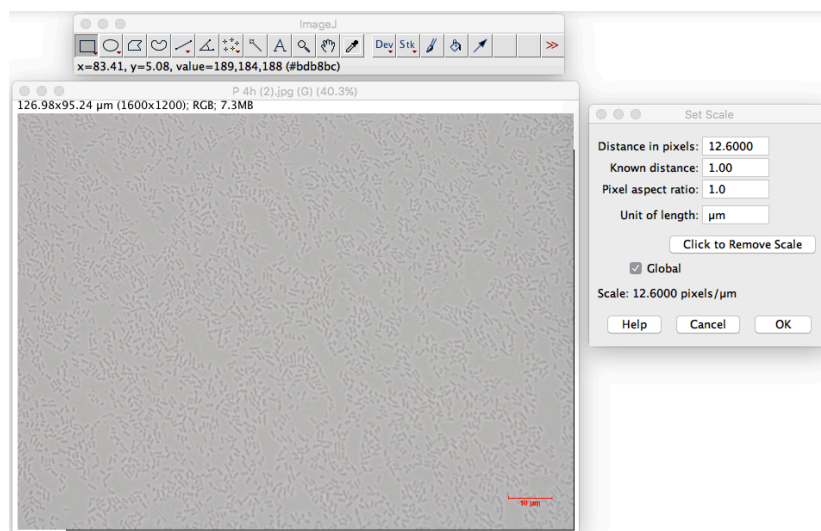 ImageJ
A Dev Stk >>
x=83.41, y=5.08, value=189,184,188 (#bdb8bc)
P 4h (2).jpg (G) (40.3%)
126.98x95.24 µm (1600x1200); RGB; 7.3MB
10 µm
Set Scale
Distance in pixels: 12.6000
Known distance: 1.00
Pixel aspect ratio: 1.0
Unit of length: µm
Click to Remove Scale
Global
Scale: 12.6000 pixels/µm
Help Cancel OK